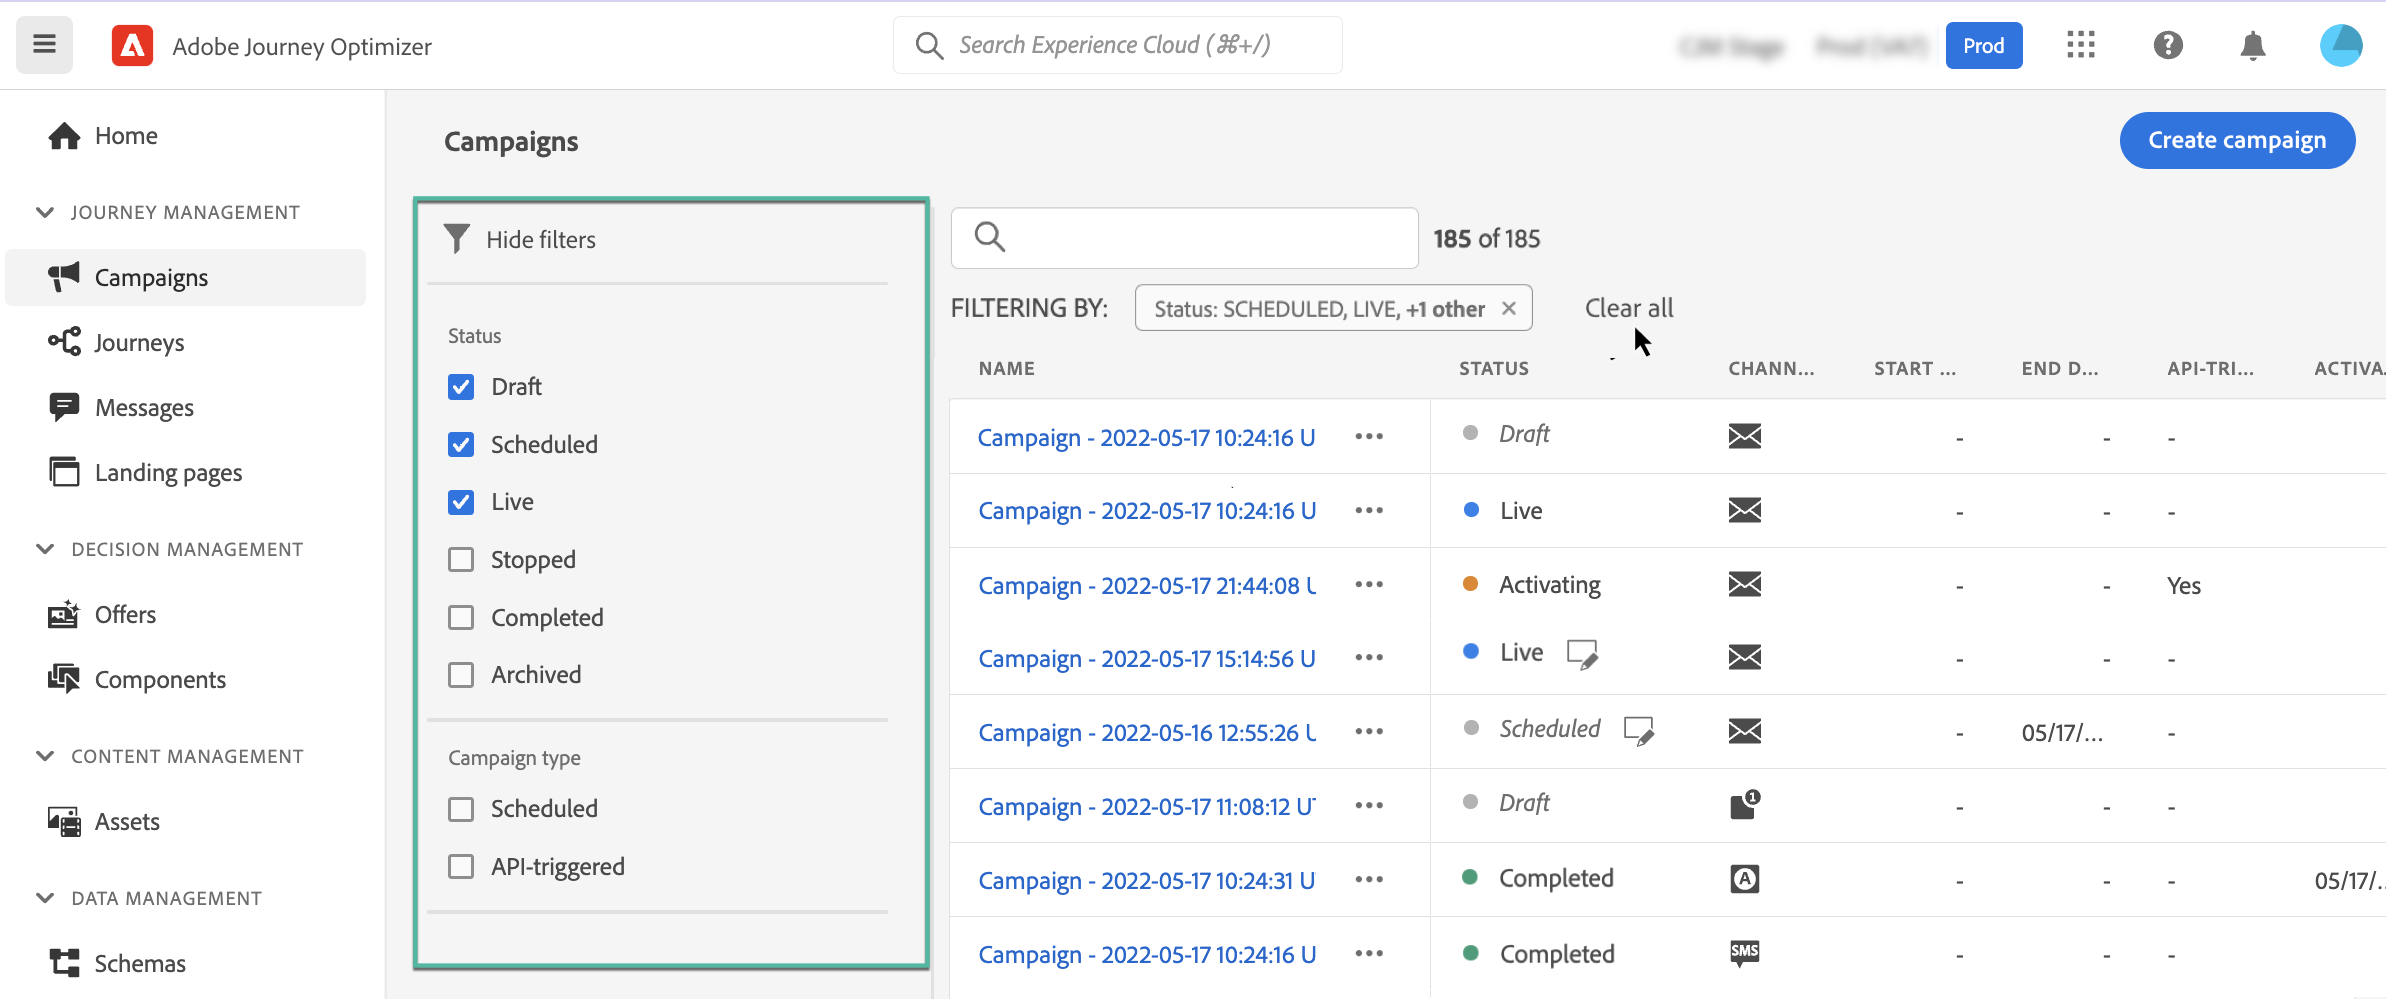 Adobe Journey Optimizer
Search Experience Cloud (⌘+/)
Prod
Home
JOURNEY MANAGEMENT
Campaigns
Journeys
Messages
Landing pages
DECISION MANAGEMENT
Offers
Components
CONTENT MANAGEMENT
Assets
DATA MANAGEMENT
Schemas
Campaigns
Create campaign
Hide filters
Status
Draft
Scheduled
Live
Stopped
Completed
Archived
Campaign type
Scheduled
API-triggered
185 of 185
FILTERING BY: Status: SCHEDULED, LIVE, +1 other Clear all
NAME STATUS CHANN... START ... END D... API-TRI... ACTIVA.
Campaign - 2022-05-17 10:24:16 U ••• Draft - - -
Campaign - 2022-05-17 10:24:16 U ••• Live - - -
Campaign - 2022-05-17 21:44:08 U ••• Activating - - Yes
Campaign - 2022-05-17 15:14:56 U ••• Live - - -
Campaign - 2022-05-16 12:55:26 U ••• Scheduled - 05/17/... -
Campaign - 2022-05-17 11:08:12 UT ••• Draft 1 - - -
Campaign - 2022-05-17 10:24:31 U ••• Completed A - - - 05/17/.
Campaign - 2022-05-17 10:24:16 U ••• Completed SMS - - -